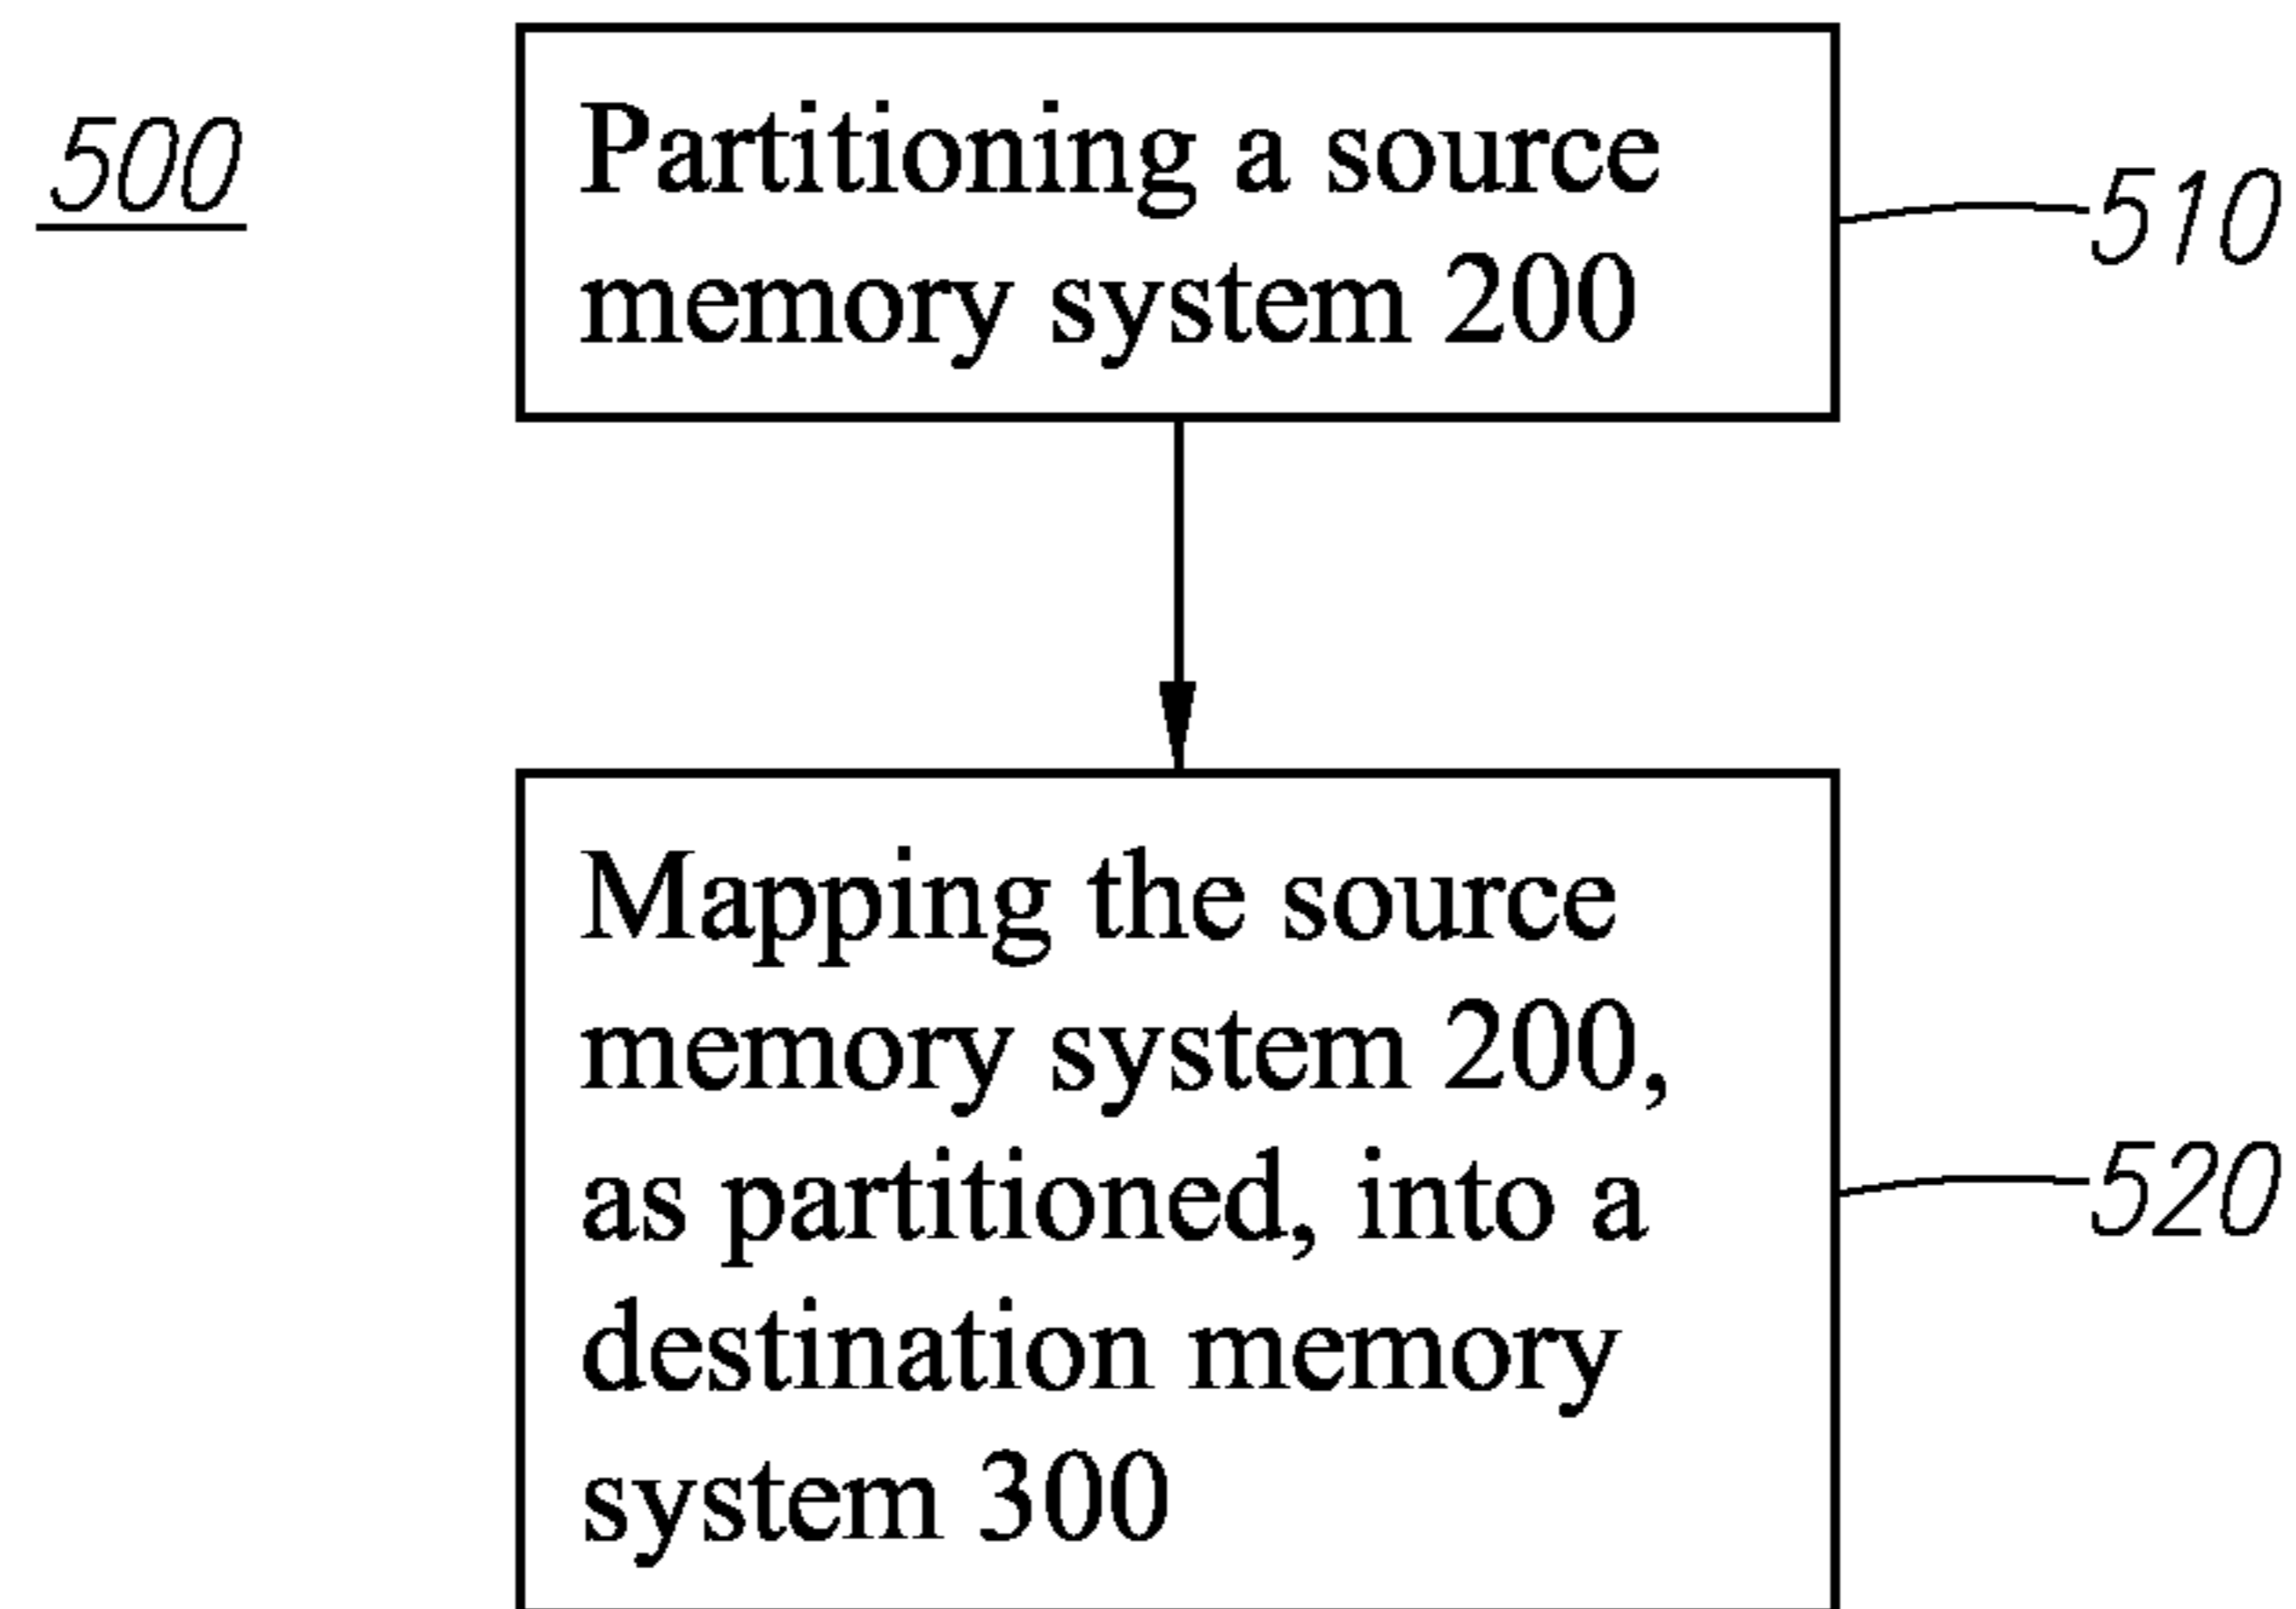 500
Partitioning a source
memory system 200
510
Mapping the source
memory system 200,
as partitioned, into a
destination memory
system 300
520